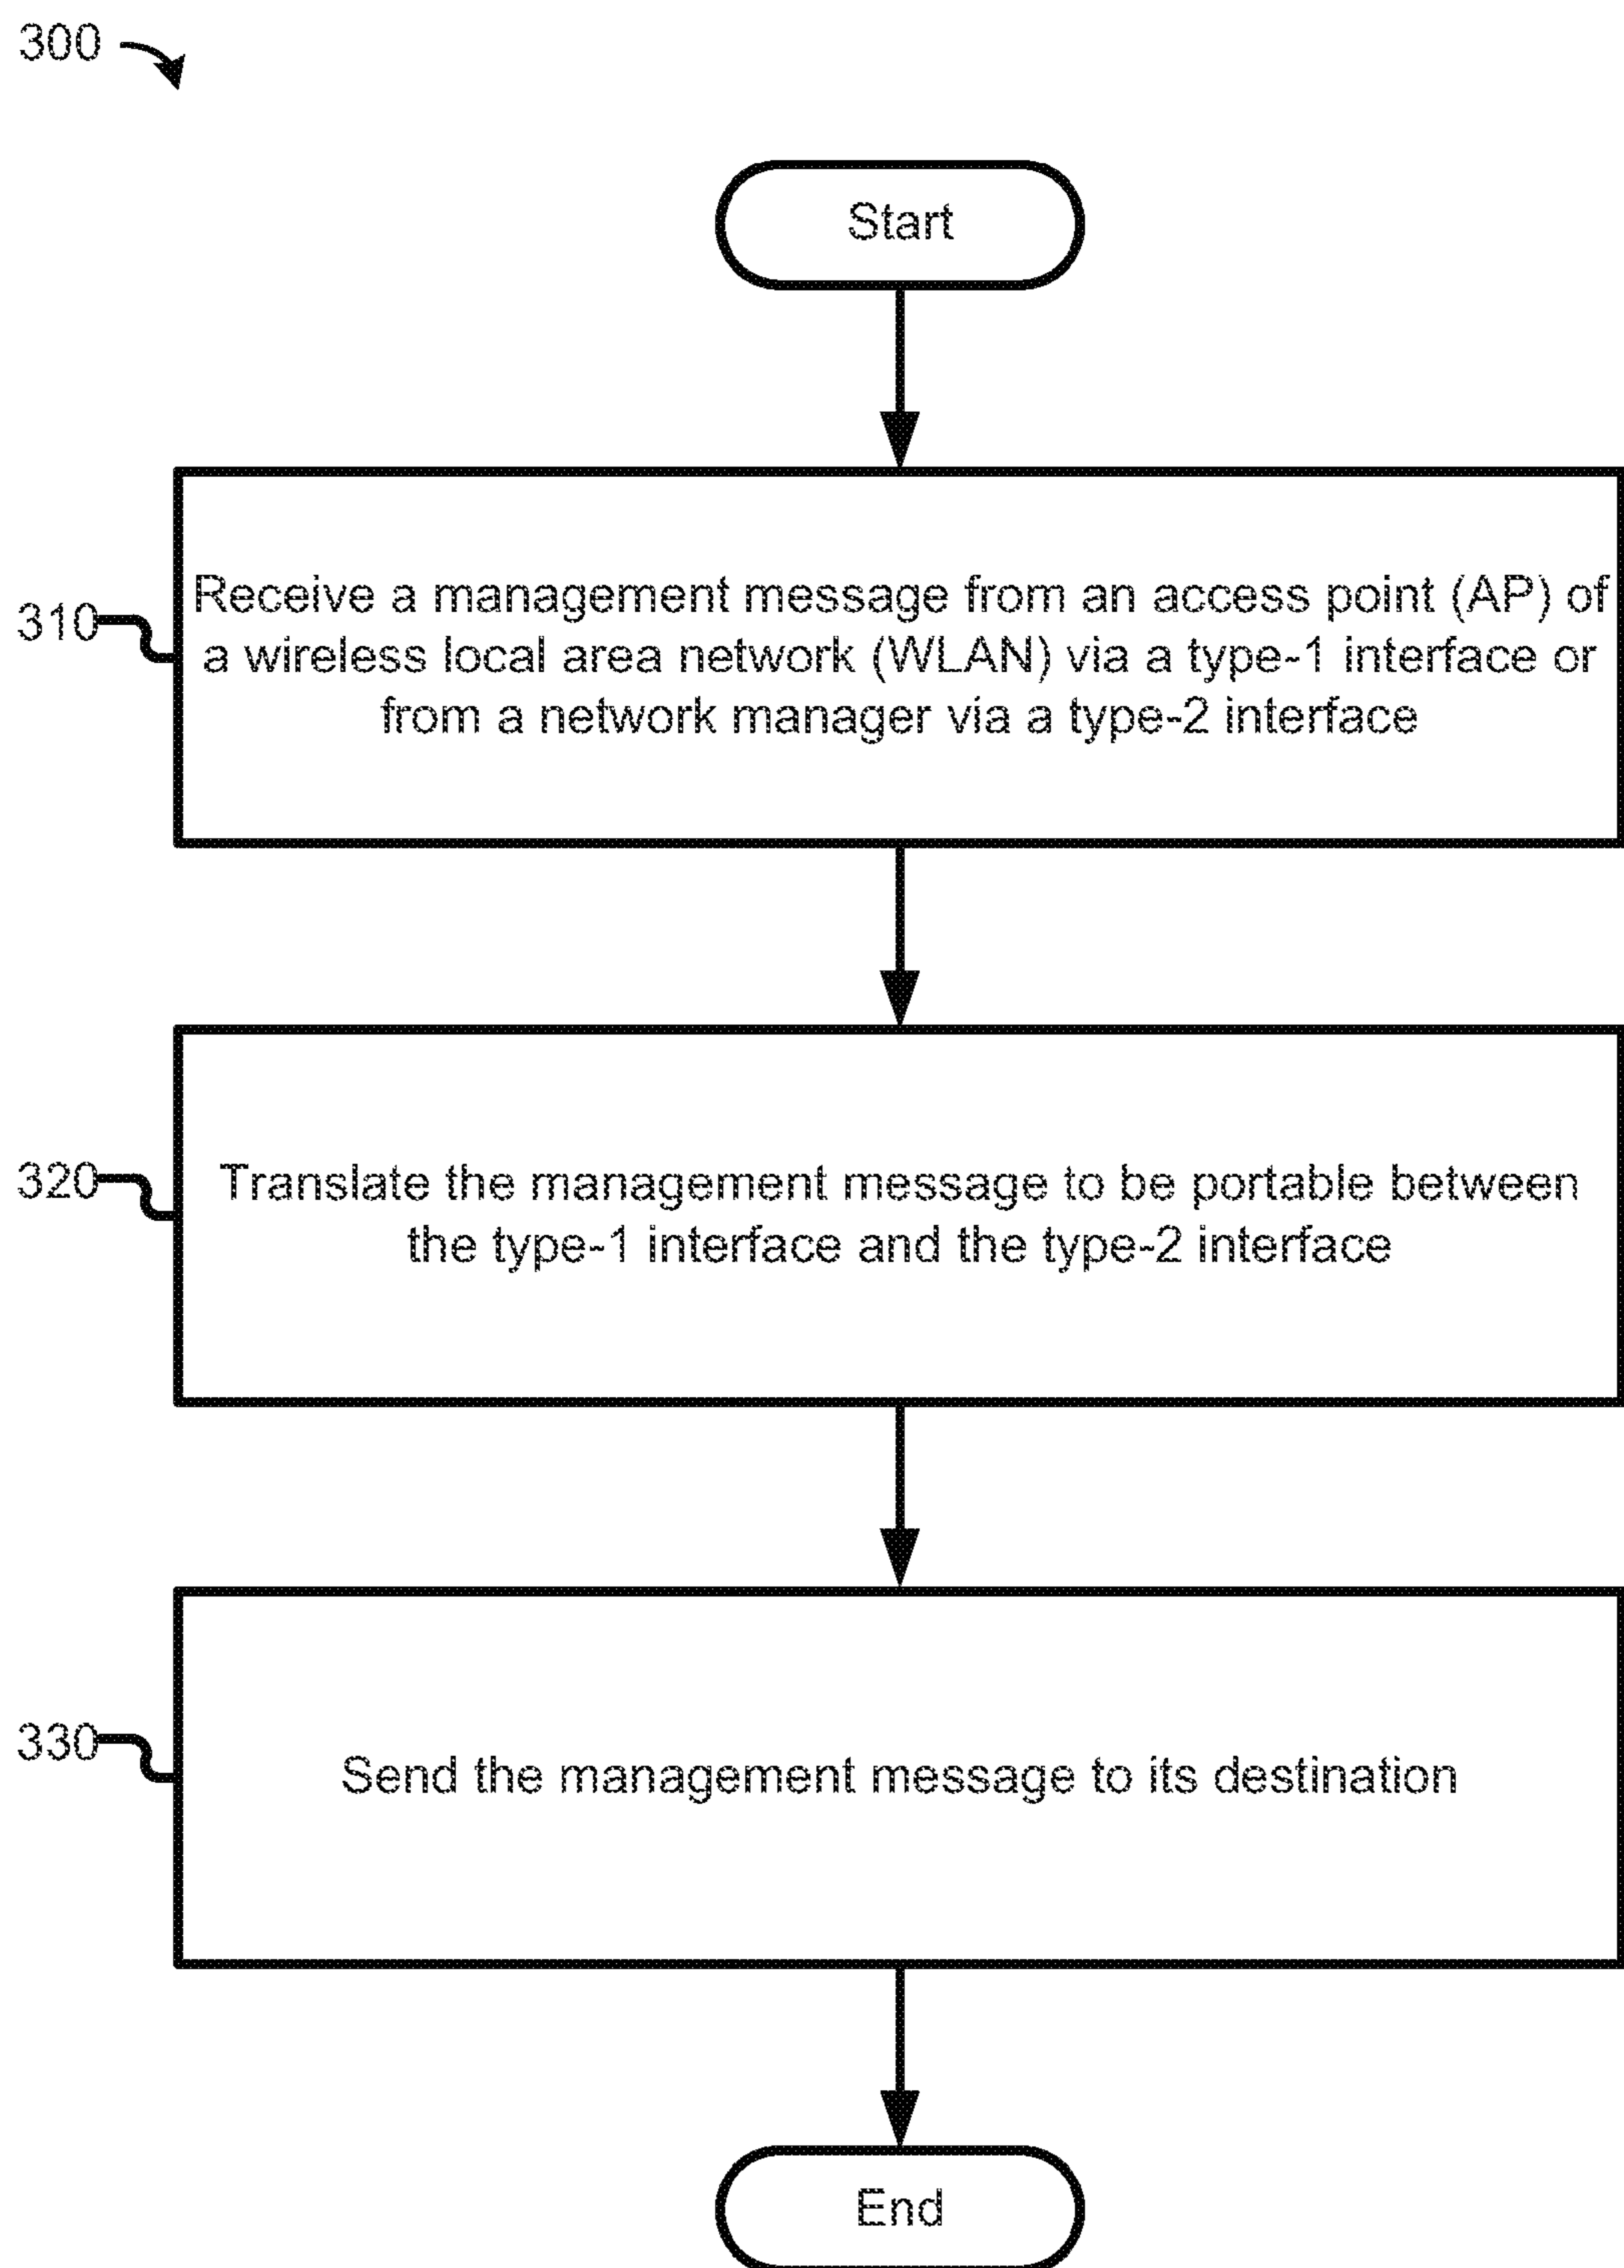 300
Start
310
Receive a management message from an access point (AP) of
a wireless local area network (WLAN) via a type-1 interface or
from a network manager via a type-2 interface
320
Translate the management message to be portable between
the type-1 interface and the type-2 interface
330
Send the management message to its destination
End